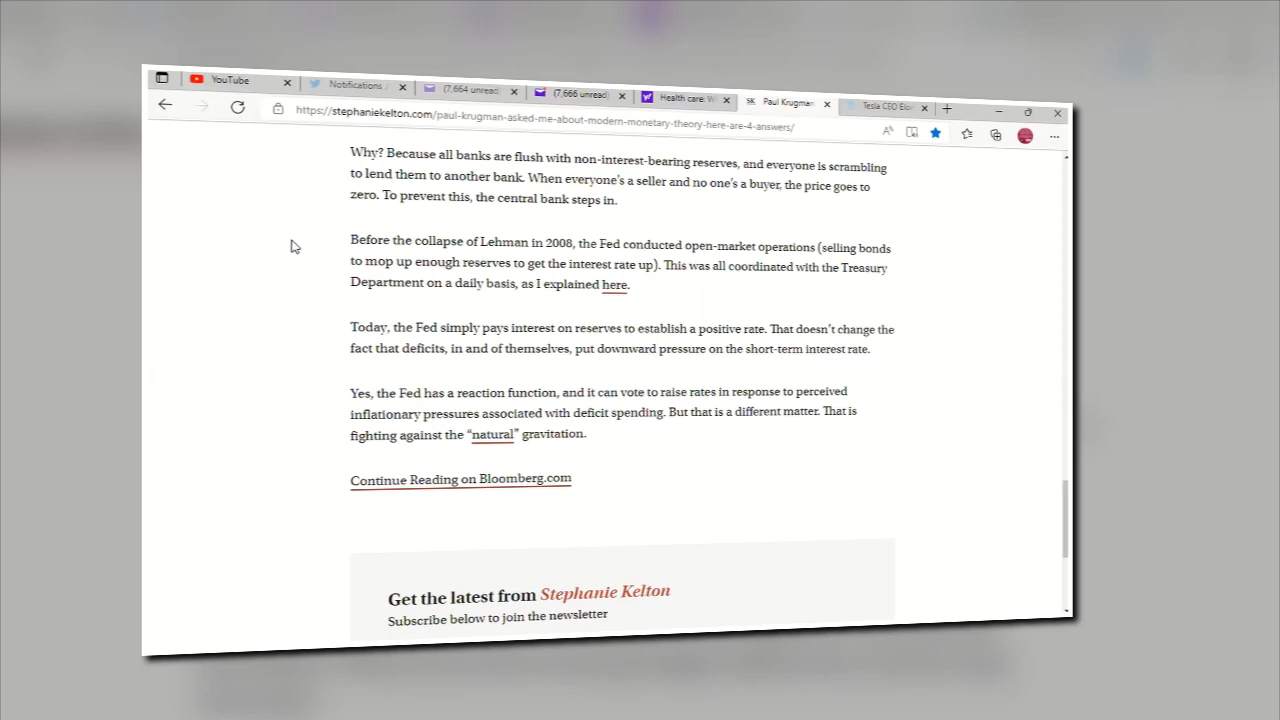 YouTube
Notifications /
(7,664 unread)
(7,666 unread)
Health care: W
Paul Krugman
Tesla CEO Elon
https://stephaniekelton.com/paul-krugman-asked-me-about-modern-monetary-theory-here-are-4-answers/
Why? Because all banks are flush with non-interest-bearing reserves, and everyone is scrambling
to lend them to another bank. When everyone's a seller and no one's a buyer, the price goes to
zero. To prevent this, the central bank steps in.
Before the collapse of Lehman in 2008, the Fed conducted open-market operations (selling bonds
to mop up enough reserves to get the interest rate up). This was all coordinated with the Treasury
Department on a daily basis, as I explained here.
Today, the Fed simply pays interest on reserves to establish a positive rate. That doesn't change the
fact that deficits, in and of themselves, put downward pressure on the short-term interest rate.
Yes, the Fed has a reaction function, and it can vote to raise rates in response to perceived
inflationary pressures associated with deficit spending. But that is a different matter. That is
fighting against the “natural” gravitation.
Continue Reading on Bloomberg.com
Get the latest from Stephanie Kelton
Subscribe below to join the newsletter